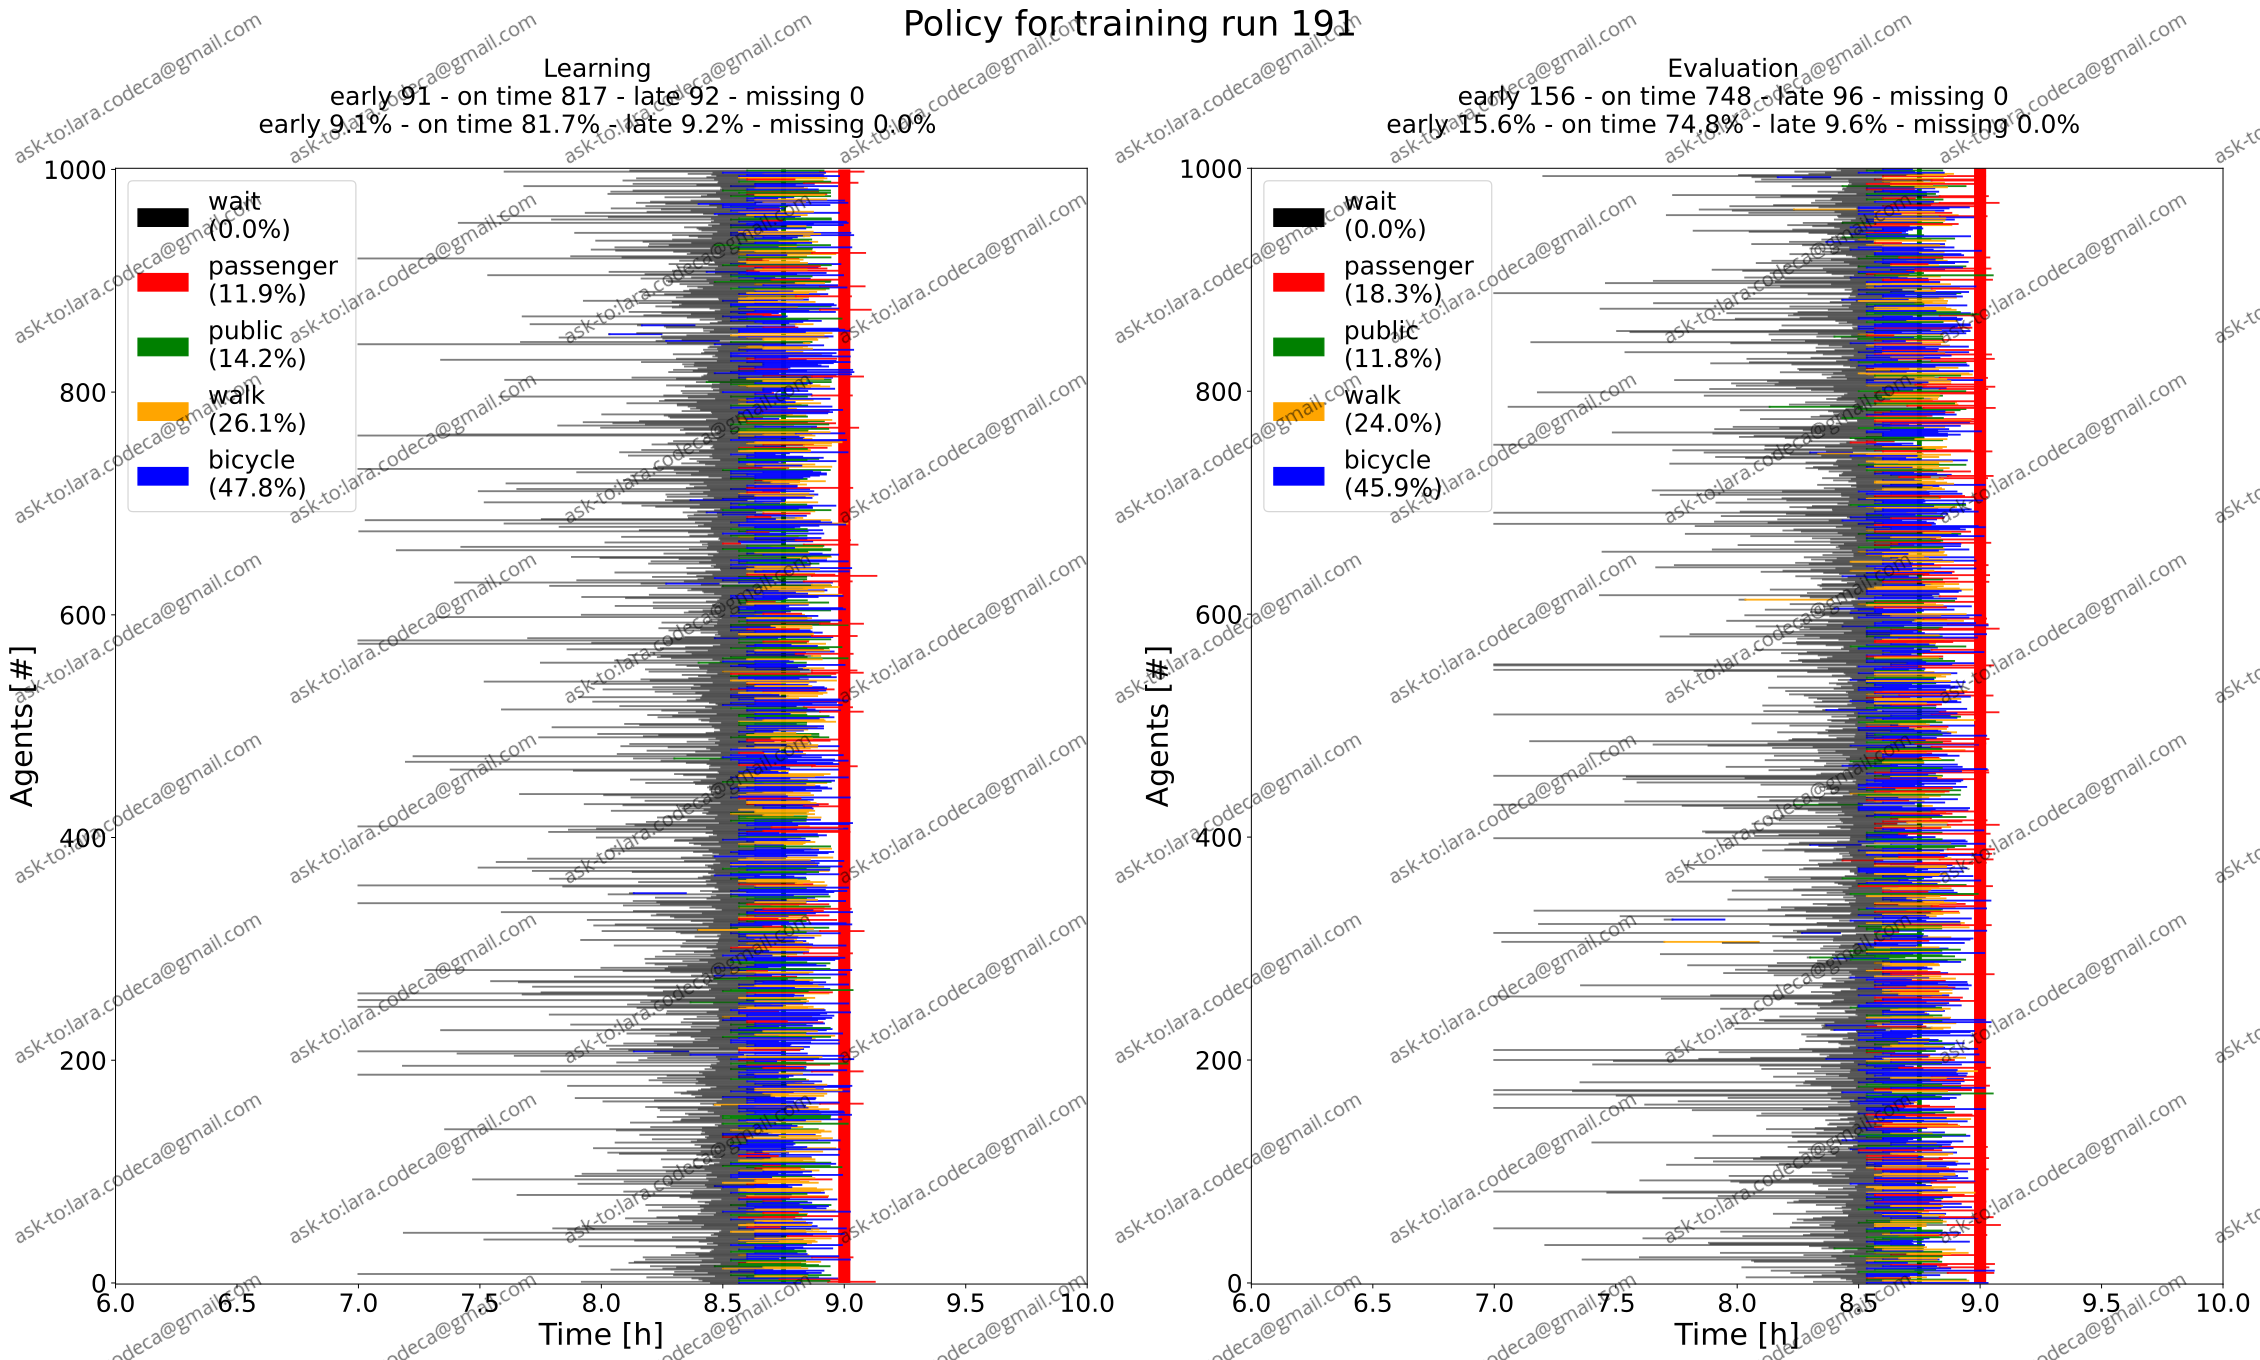 Policy for training run 191
Learning
early 91 - on time 817 - late 92 - missing 0
early 9.1% - on time 81.7% - late 9.2% - missing 0.0%
1000
800
600
400
200
0
Agents [#]
wait
(0.0%)
passenger
(11.9%)
public
(14.2%)
walk
(26.1%)
bicycle
(47.8%)
6.0 6.5 7.0 7.5 8.0 8.5 9.0 9.5 10.0
Time [h]
Evaluation
early 156 - on time 748 - late 96 - missing 0
early 15.6% - on time 74.8% - late 9.6% - missing 0.0%
1000
800
600
400
200
0
Agents [#]
wait
(0.0%)
passenger
(18.3%)
public
(11.8%)
walk
(24.0%)
bicycle
(45.9%)
6.0 6.5 7.0 7.5 8.0 8.5 9.0 9.5 10.0
Time [h]
ask-to:lara.codeca@gmail.com